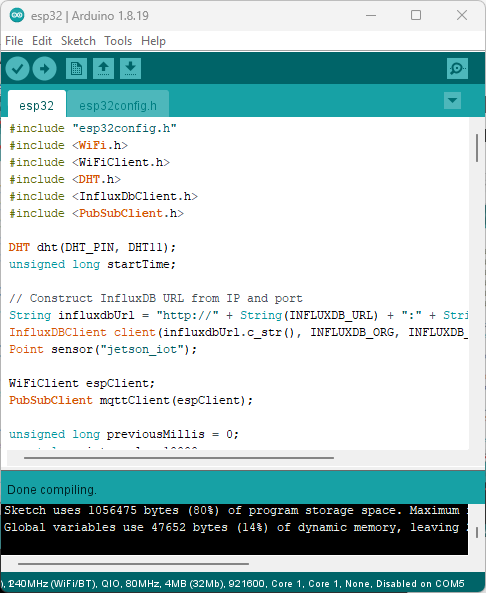 esp32 | Arduino 1.8.19
File Edit Sketch Tools Help
esp32 esp32config.h
#include "esp32config.h"
#include <WiFi.h>
#include <WiFiClient.h>
#include <DHT.h>
#include <InfluxDbClient.h>
#include <PubSubClient.h>
DHT dht(DHT_PIN, DHT11);
unsigned long startTime;
// Construct InfluxDB URL from IP and port
String influxdbUrl = "http://" + String(INFLUXDB_URL) + ":" + Stri
InfluxDBClient client(influxdbUrl.c_str(), INFLUXDB_ORG, INFLUXDB_
Point sensor("jetson_iot");
WiFiClient espClient;
PubSubClient mqttClient(espClient);
unsigned long previousMillis = 0;
Done compiling.
Sketch uses 1056475 bytes (80%) of program storage space. Maximum
Global variables use 47652 bytes (14%) of dynamic memory, leaving
240MHz (WiFi/BT), QIO, 80MHz, 4MB (32Mb), 921600, Core 1, Core 1, None, Disabled on COM5